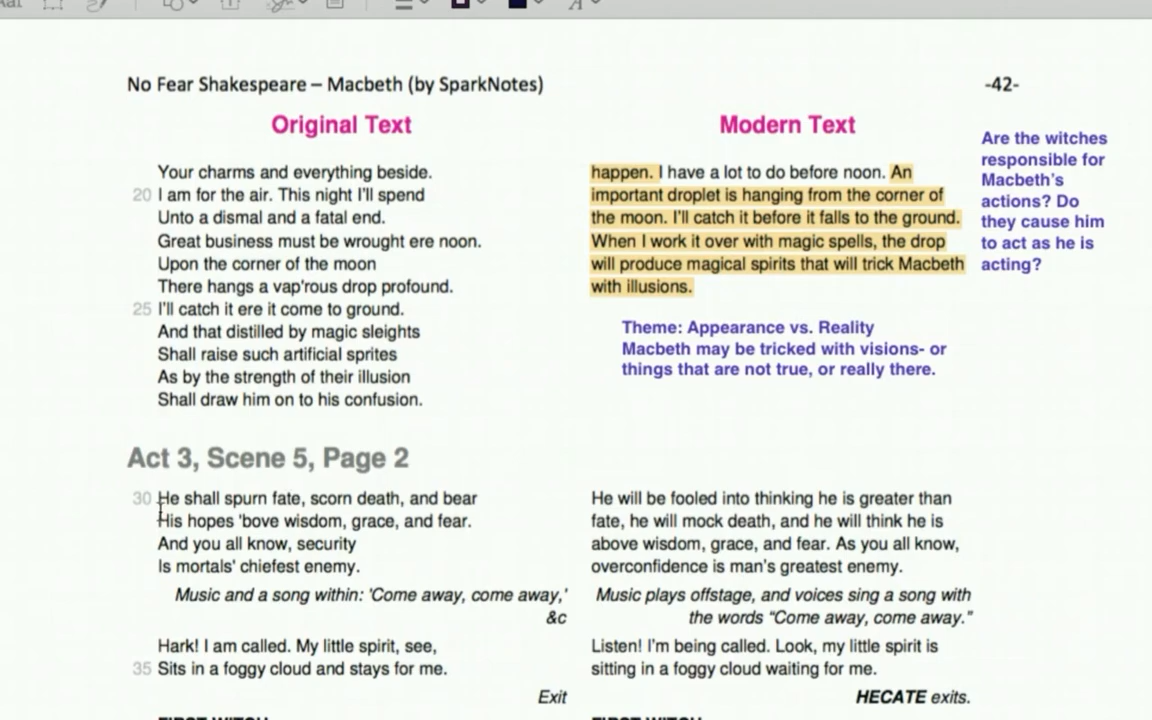 No Fear Shakespeare – Macbeth (by SparkNotes)
-42-
Original Text
Your charms and everything beside.
20 I am for the air. This night I'll spend
Unto a dismal and a fatal end.
Great business must be wrought ere noon.
Upon the corner of the moon
There hangs a vap'rous drop profound.
25 I'll catch it ere it come to ground.
And that distilled by magic sleights
Shall raise such artificial sprites
As by the strength of their illusion
Shall draw him on to his confusion.
Modern Text
happen. I have a lot to do before noon. An
important droplet is hanging from the corner of
the moon. I'll catch it before it falls to the ground.
When I work it over with magic spells, the drop
will produce magical spirits that will trick Macbeth
with illusions.
Theme: Appearance vs. Reality
Macbeth may be tricked with visions- or
things that are not true, or really there.
Are the witches
responsible for
Macbeth's
actions? Do
they cause him
to act as he is
acting?
Act 3, Scene 5, Page 2
30 He shall spurn fate, scorn death, and bear
His hopes 'bove wisdom, grace, and fear.
And you all know, security
Is mortals' chiefest enemy.
Music and a song within: 'Come away, come away,'
&c
Hark! I am called. My little spirit, see,
35 Sits in a foggy cloud and stays for me.
Exit
He will be fooled into thinking he is greater than
fate, he will mock death, and he will think he is
above wisdom, grace, and fear. As you all know,
overconfidence is man's greatest enemy.
Music plays offstage, and voices sing a song with
the words “Come away, come away.”
Listen! I'm being called. Look, my little spirit is
sitting in a foggy cloud waiting for me.
HECATE exits.
FIRST WITCH
FIRST WITCH